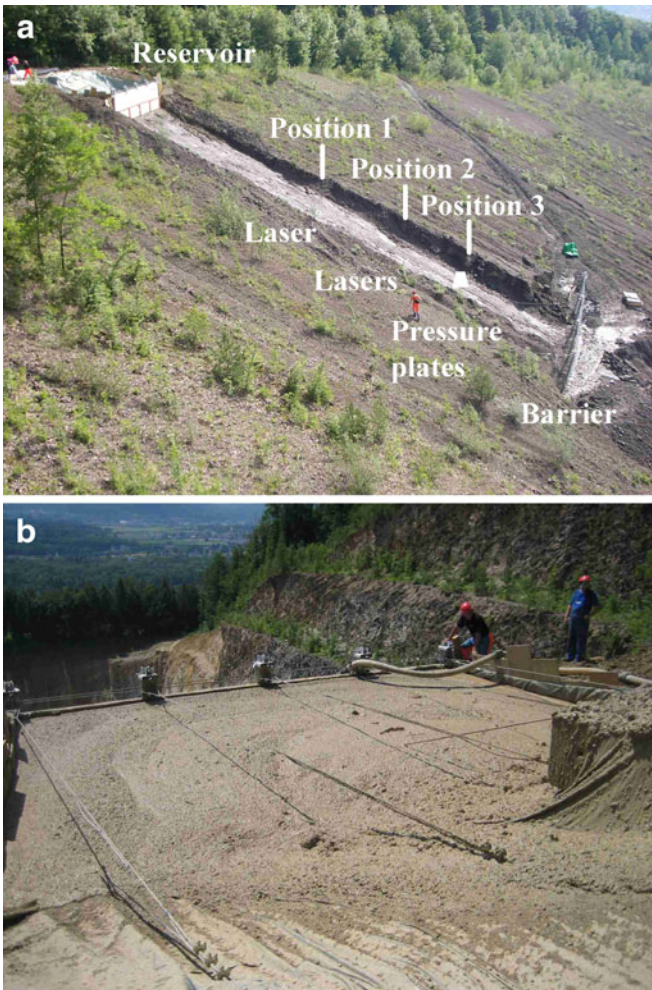 a
Reservoir
Position 1
Position 2
Position 3
Laser
Lasers
Pressure
plates
Barrier
b